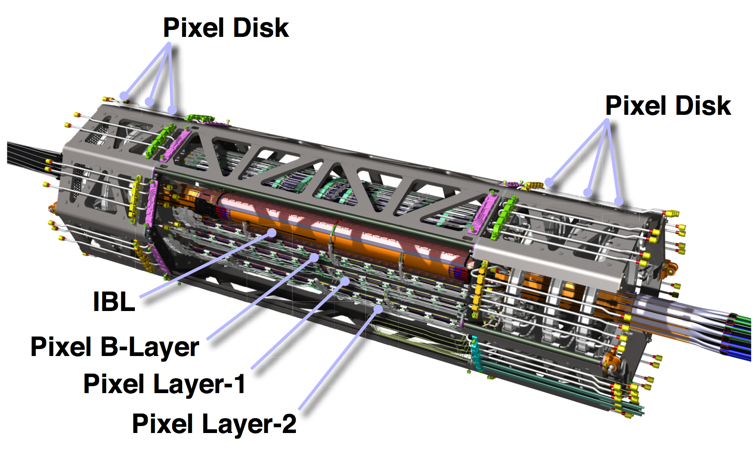 Pixel Disk
Pixel Disk
IBL
Pixel B-Layer
Pixel Layer-1
Pixel Layer-2